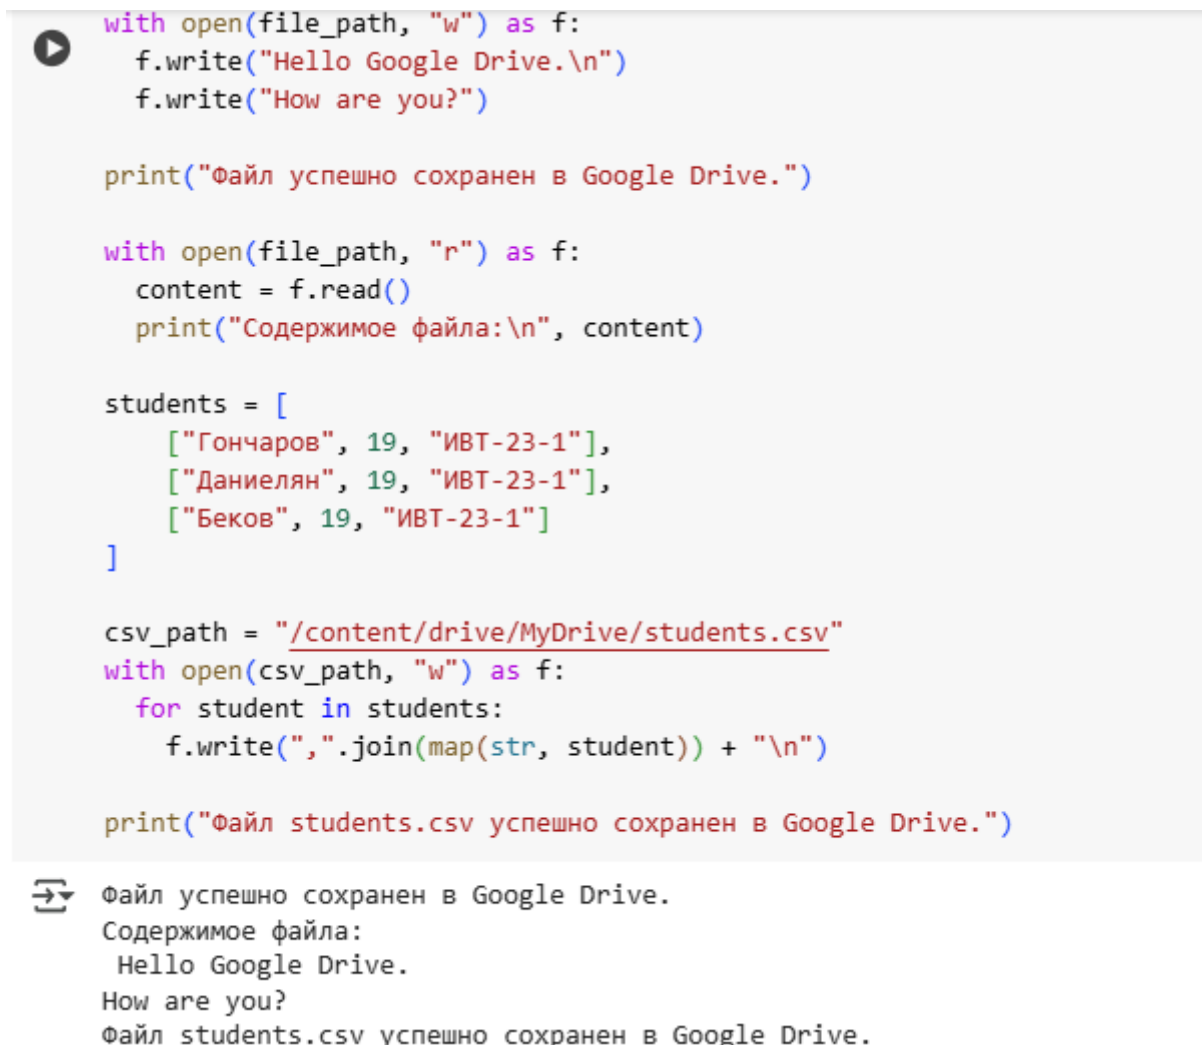 with open(file_path, "w") as f:
  f.write("Hello Google Drive.\n")
  f.write("How are you?")

print("Файл успешно сохранен в Google Drive.")

with open(file_path, "r") as f:
  content = f.read()
  print("Содержимое файла:\n", content)

students = [
    ["Гончаров", 19, "ИВТ-23-1"],
    ["Даниелян", 19, "ИВТ-23-1"],
    ["Беков", 19, "ИВТ-23-1"]
]

csv_path = "/content/drive/MyDrive/students.csv"
with open(csv_path, "w") as f:
  for student in students:
    f.write(",".join(map(str, student)) + "\n")

print("Файл students.csv успешно сохранен в Google Drive.")

Файл успешно сохранен в Google Drive.
Содержимое файла:
 Hello Google Drive.
How are you?
Файл students.csv успешно сохранен в Google Drive.